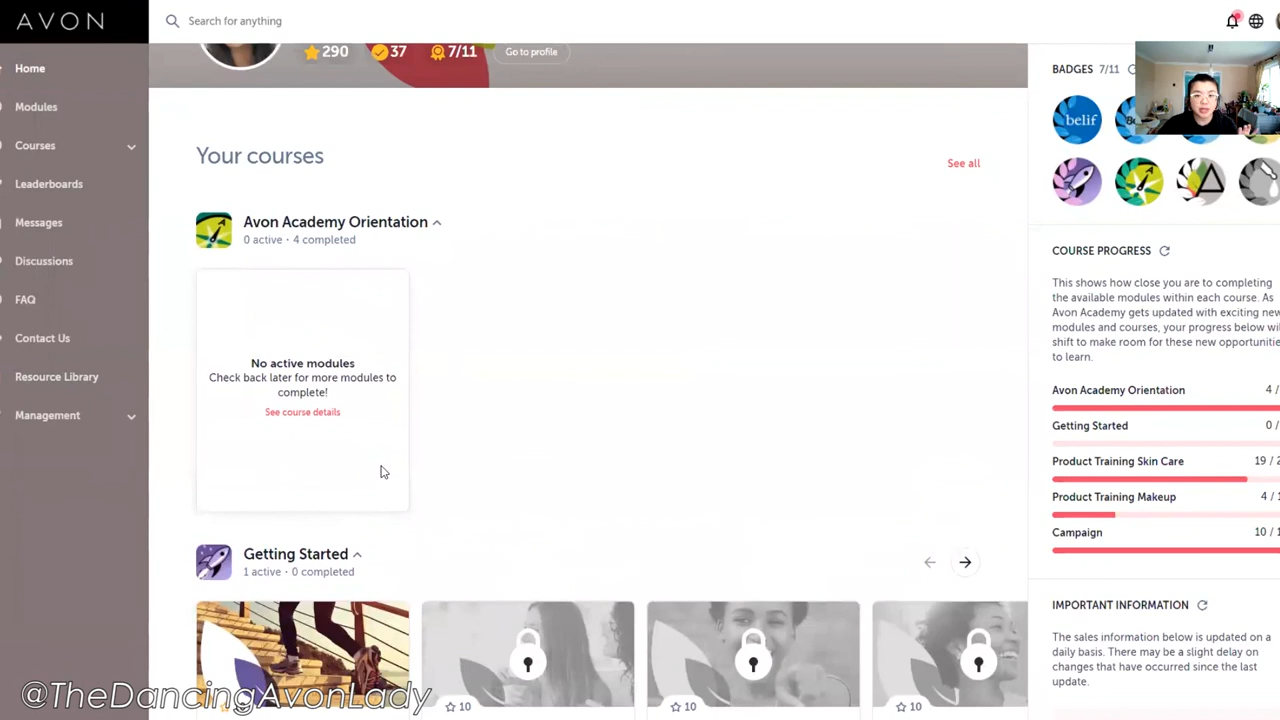 AVON
Search for anything
Home
Modules
Courses
Leaderboards
Messages
Discussions
FAQ
Contact Us
Resource Library
Management
290
37
7/11
Go to profile
Your courses
See all
Avon Academy Orientation
0 active · 4 completed
No active modules
Check back later for more modules to
complete!
See course details
Getting Started
1 active · 0 completed
10
10
10
BADGES 7/11
belif
COURSE PROGRESS
This shows how close you are to completing
the available modules within each course. As
Avon Academy gets updated with exciting new
modules and courses, your progress below will
shift to make room for these new opportunities
to learn.
Avon Academy Orientation 4 /
Getting Started 0 /
Product Training Skin Care 19 / 2
Product Training Makeup 4 / 1
Campaign 10 / 1
IMPORTANT INFORMATION
The sales information below is updated on a
daily basis. There may be a slight delay on
changes that have occurred since the last
update.
@TheDancingAvonLady